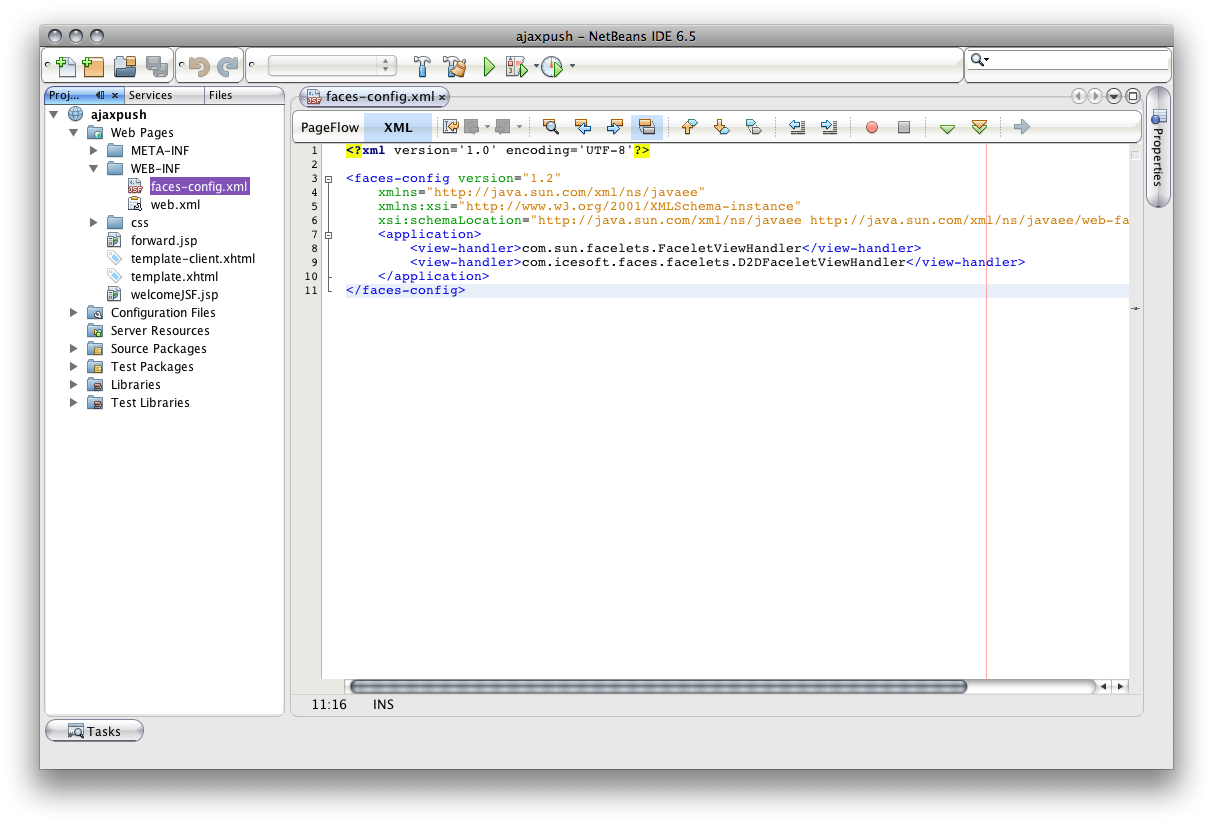 ajaxpush – NetBeans IDE 6.5
Proj...
Services
Files
ajaxpush
Web Pages
META-INF
WEB-INF
faces-config.xml
web.xml
css
forward.jsp
template-client.xhtml
template.xhtml
welcomeJSF.jsp
Configuration Files
Server Resources
Source Packages
Test Packages
Libraries
Test Libraries
faces-config.xml
PageFlow
XML
1 <?xml version='1.0' encoding='UTF-8'?>
2
3 <faces-config version="1.2"
4 xmlns="http://java.sun.com/xml/ns/javaee"
5 xmlns:xsi="http://www.w3.org/2001/XMLSchema-instance"
6 xsi:schemaLocation="http://java.sun.com/xml/ns/javaee http://java.sun.com/xml/ns/javaee/web-fa
7 <application>
8 <view-handler>com.sun.facelets.FaceletViewHandler</view-handler>
9 <view-handler>com.icesoft.faces.facelets.D2DFaceletViewHandler</view-handler>
10 </application>
11 </faces-config>
Properties
11:16
INS
Tasks